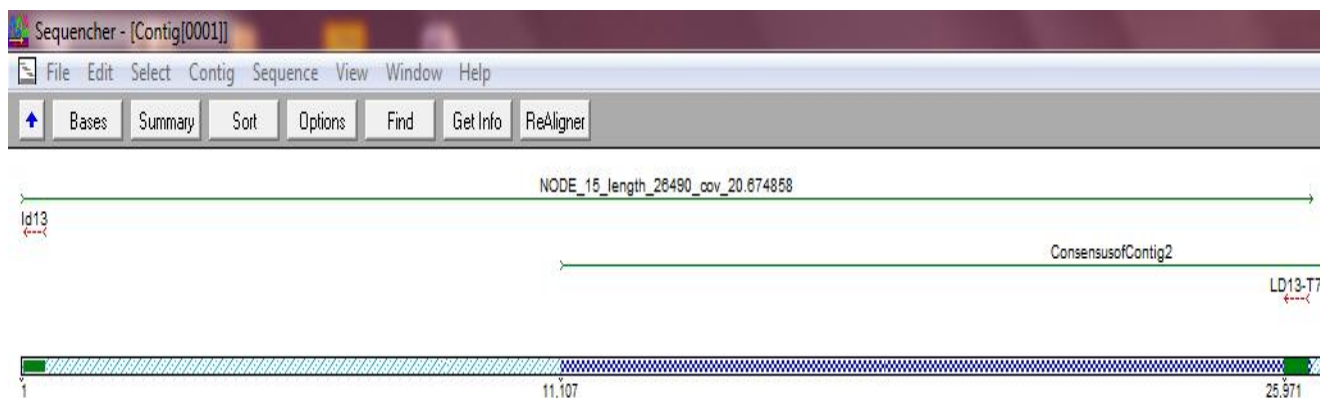 Sequencher - [Contig[0001]]
File Edit Select Contig Sequence View Window Help
Bases Summary Sort Options Find Get Info ReAligner
NODE_15_length_26490_cov_20.674858
ld13
ConsensusofContig2
LD13-T7
1 11,107 25,971